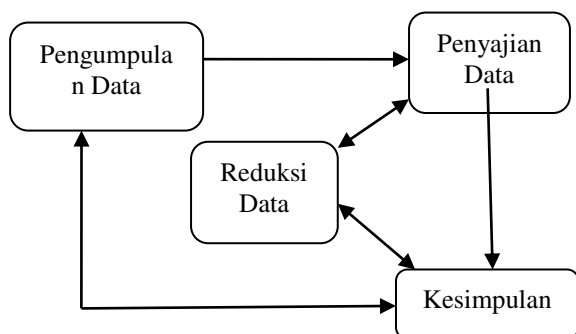 Pengumpula
n Data
Penyajian
Data
Reduksi
Data
Kesimpulan